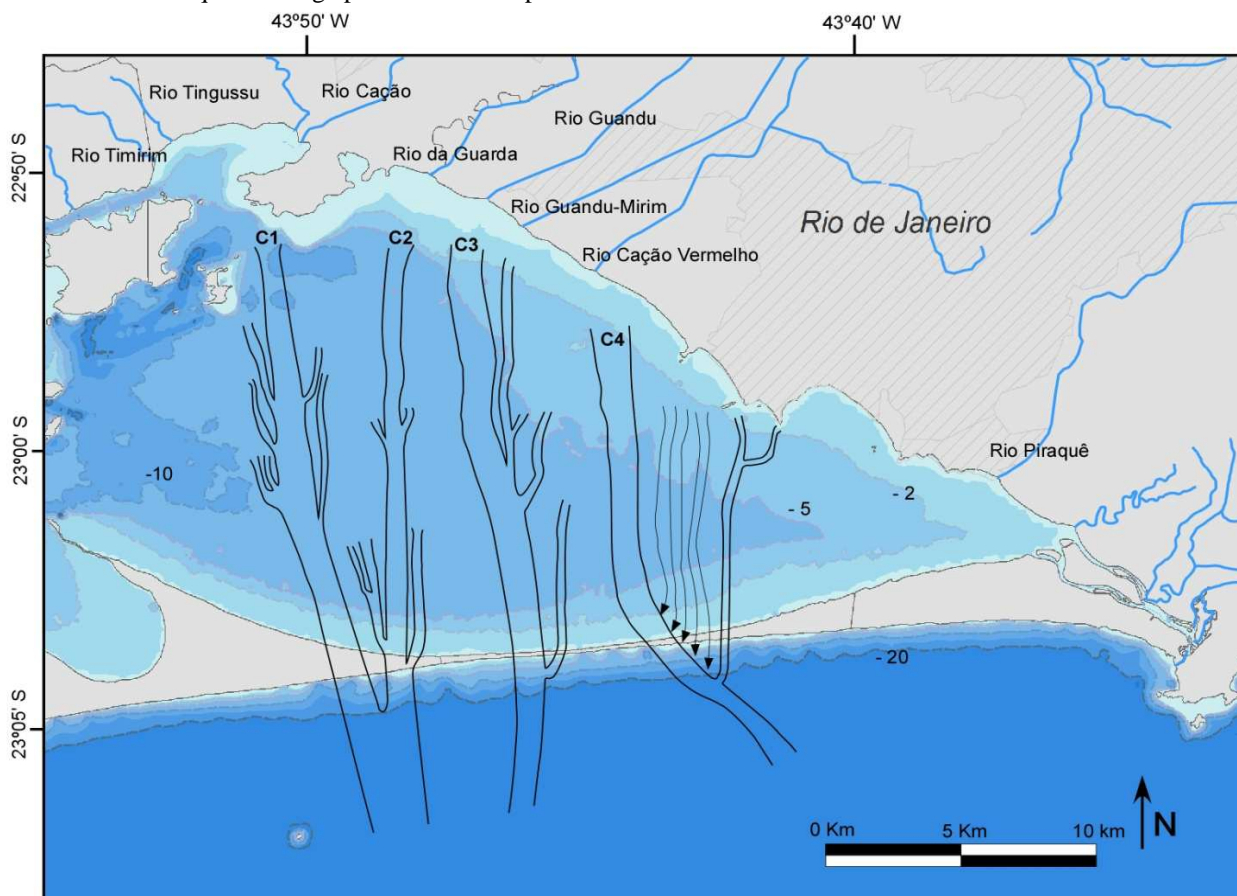 43º50' W
43º40' W
Rio Tingussu
Rio Cação
Rio Guandu
22º50' S
Rio Timirim
Rio da Guarda
Rio Guandu-Mirim
Rio de Janeiro
C1
C2
C3
Rio Cação Vermelho
C4
23º00' S
Rio Piraquê
- 10
- 2
- 5
- 20
23º05' S
0 Km
5 Km
10 km
N